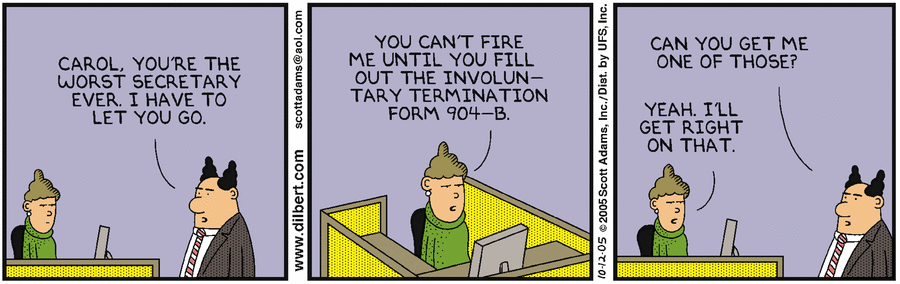 CAROL, YOU'RE THE
WORST SECRETARY
EVER. I HAVE TO
LET YOU GO.
www.dilbert.com
scottadams@aol.com
YOU CAN'T FIRE
ME UNTIL YOU FILL
OUT THE INVOLUN-
TARY TERMINATION
FORM 904-B.
10-12-05 © 2005 Scott Adams, Inc./Dist. by UFS, Inc.
CAN YOU GET ME
ONE OF THOSE?
YEAH. I'LL
GET RIGHT
ON THAT.